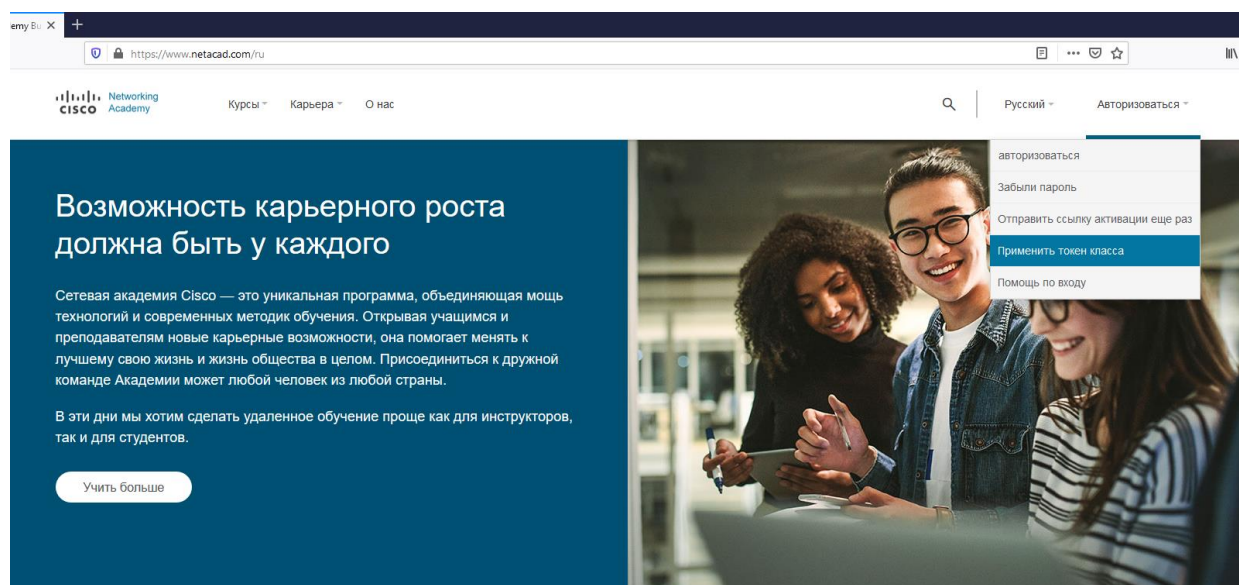 emy Bu
https://www.netacad.com/ru
Networking
Academy
CISCO
Курсы
Карьера
О нас
Русский
Авторизоваться
авторизоваться
Забыли пароль
Отправить ссылку активации еще раз
Применить токен класса
Помощь по входу
Возможность карьерного роста
должна быть у каждого
Сетевая академия Cisco — это уникальная программа, объединяющая мощь
технологий и современных методик обучения. Открывая учащимся и
преподавателям новые карьерные возможности, она помогает менять к
лучшему свою жизнь и жизнь общества в целом. Присоединиться к дружной
команде Академии может любой человек из любой страны.
В эти дни мы хотим сделать удаленное обучение проще как для инструкторов,
так и для студентов.
Учить больше